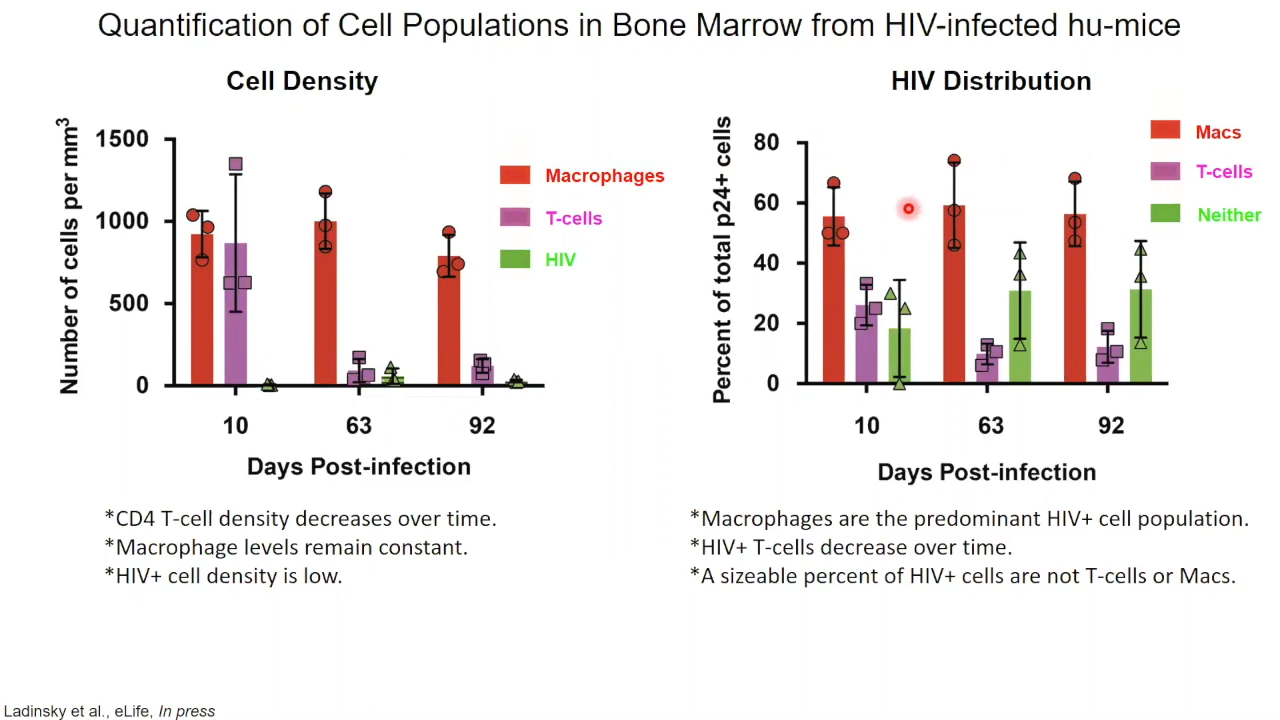 Quantification of Cell Populations in Bone Marrow from HIV-infected hu-mice
Cell Density
Number of cells per mm³
1500
1000
500
0
10
63
92
Days Post-infection
Macrophages
T-cells
HIV
*CD4 T-cell density decreases over time.
*Macrophage levels remain constant.
*HIV+ cell density is low.
HIV Distribution
Percent of total p24+ cells
80
60
40
20
0
10
63
92
Days Post-infection
Macs
T-cells
Neither
*Macrophages are the predominant HIV+ cell population.
*HIV+ T-cells decrease over time.
*A sizeable percent of HIV+ cells are not T-cells or Macs.
Ladinsky et al., eLife, In press